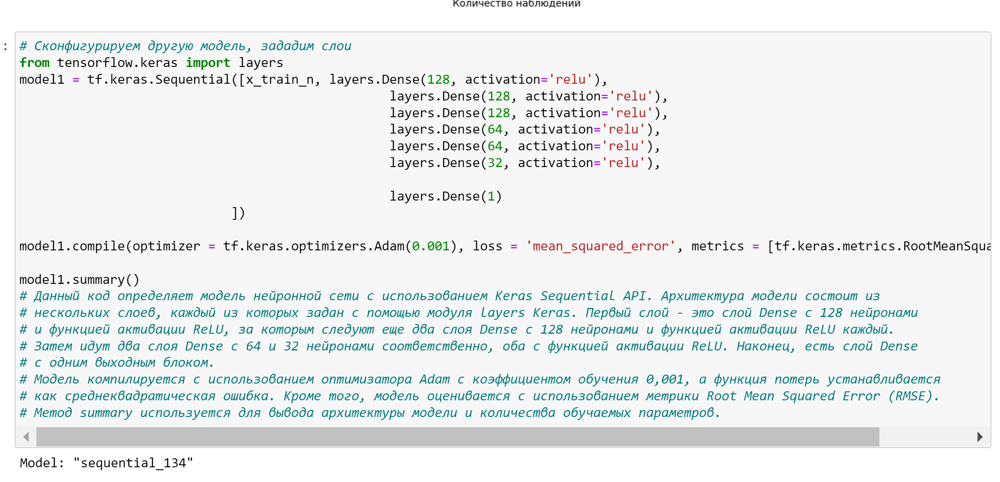 Количество наблюдений
:
# Сконфигурируем другую модель, зададим слои
from tensorflow.keras import layers
model1 = tf.keras.Sequential([x_train_n, layers.Dense(128, activation='relu'),
layers.Dense(128, activation='relu'),
layers.Dense(128, activation='relu'),
layers.Dense(64, activation='relu'),
layers.Dense(64, activation='relu'),
layers.Dense(32, activation='relu'),
layers.Dense(1)
])
model1.compile(optimizer = tf.keras.optimizers.Adam(0.001), loss = 'mean_squared_error', metrics = [tf.keras.metrics.RootMeanSqua
model1.summary()
# Данный код определяет модель нейронной сети с использованием Keras Sequential API. Архитектура модели состоит из
# нескольких слоев, каждый из которых задан с помощью модуля layers Keras. Первый слой - это слой Dense с 128 нейронами
# и функцией активации ReLU, за которым следуют еще два слоя Dense с 128 нейронами и функцией активации ReLU каждый.
# Затем идут два слоя Dense с 64 и 32 нейронами соответственно, оба с функцией активации ReLU. Наконец, есть слой Dense
# с одним выходным блоком.
# Модель компилируется с использованием оптимизатора Adam с коэффициентом обучения 0,001, а функция потерь устанавливается
# как среднеквадратическая ошибка. Кроме того, модель оценивается с использованием метрики Root Mean Squared Error (RMSE).
# Метод summary используется для вывода архитектуры модели и количества обучаемых параметров.
Model: "sequential_134"